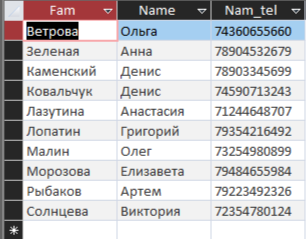 Fam Name Nam_tel
Ветрова Ольга 74360655660
Зеленая Анна 78904532679
Каменский Денис 78903345699
Ковальчук Денис 74590713243
Лазутина Анастасия 71244648707
Лопатин Григорий 79354216492
Малин Олег 73254980899
Морозова Елизавета 79484655984
Рыбаков Артем 79223492326
Солнцева Виктория 72354780124